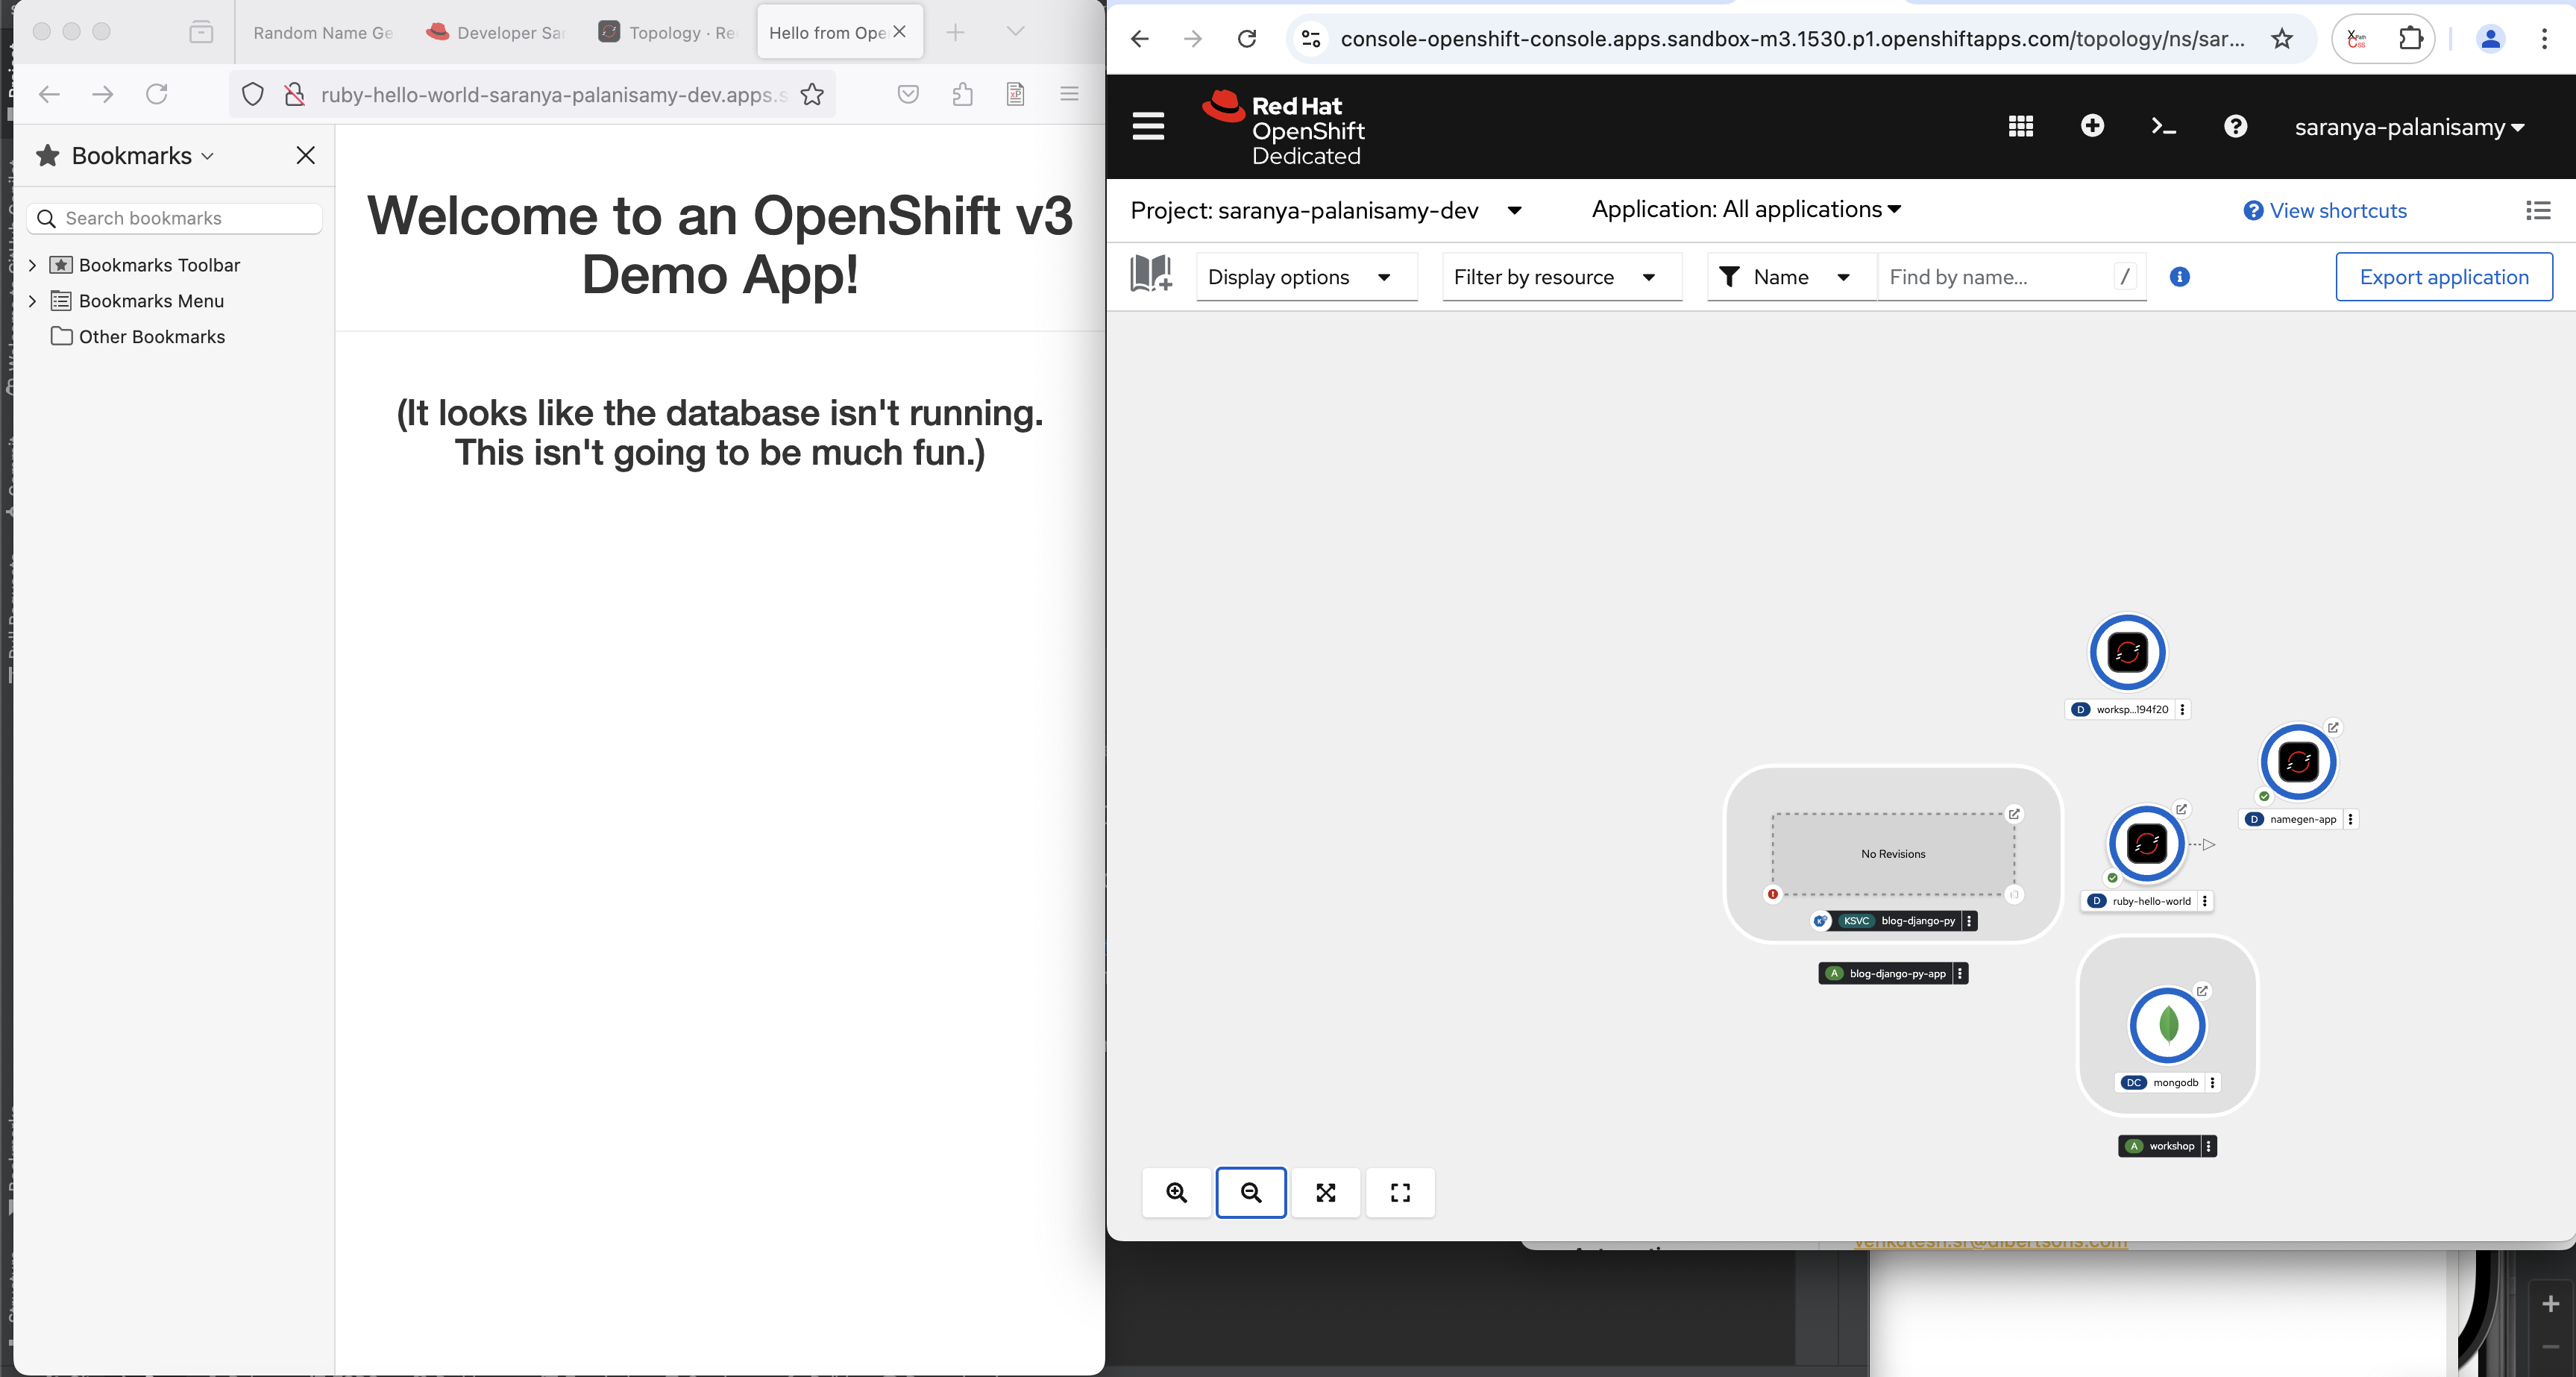 Random Name Ge
Developer Sar
Topology · Re
Hello from Ope
ruby-hello-world-saranya-palanisamy-dev.apps.s
Bookmarks
Search bookmarks
Bookmarks Toolbar
Bookmarks Menu
Other Bookmarks
Welcome to an OpenShift v3
Demo App!
(It looks like the database isn't running.
This isn't going to be much fun.)
console-openshift-console.apps.sandbox-m3.1530.p1.openshiftapps.com/topology/ns/sar...
Red Hat
OpenShift
Dedicated
saranya-palanisamy
Project: saranya-palanisamy-dev
Application: All applications
View shortcuts
Display options
Filter by resource
Name
Find by name...
/
Export application
D worksp...194f20
D namegen-app
No Revisions
D ruby-hello-world
KSVC blog-django-py
A blog-django-py-app
DC mongodb
A workshop